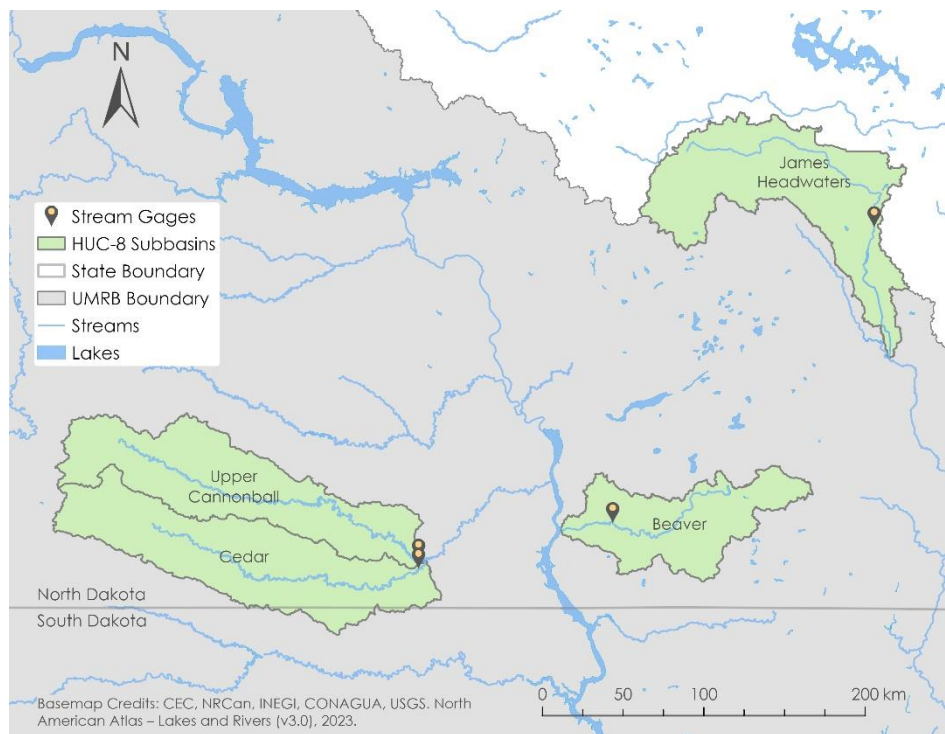 N
James
Headwaters
Stream Gages
HUC-8 Subbasins
State Boundary
UMRB Boundary
Streams
Lakes
Upper
Cannonball
Beaver
Cedar
North Dakota
South Dakota
0 50 100 200 km
Basemap Credits: CEC, NRCan, INEGI, CONAGUA, USGS. North
American Atlas – Lakes and Rivers (v3.0), 2023.